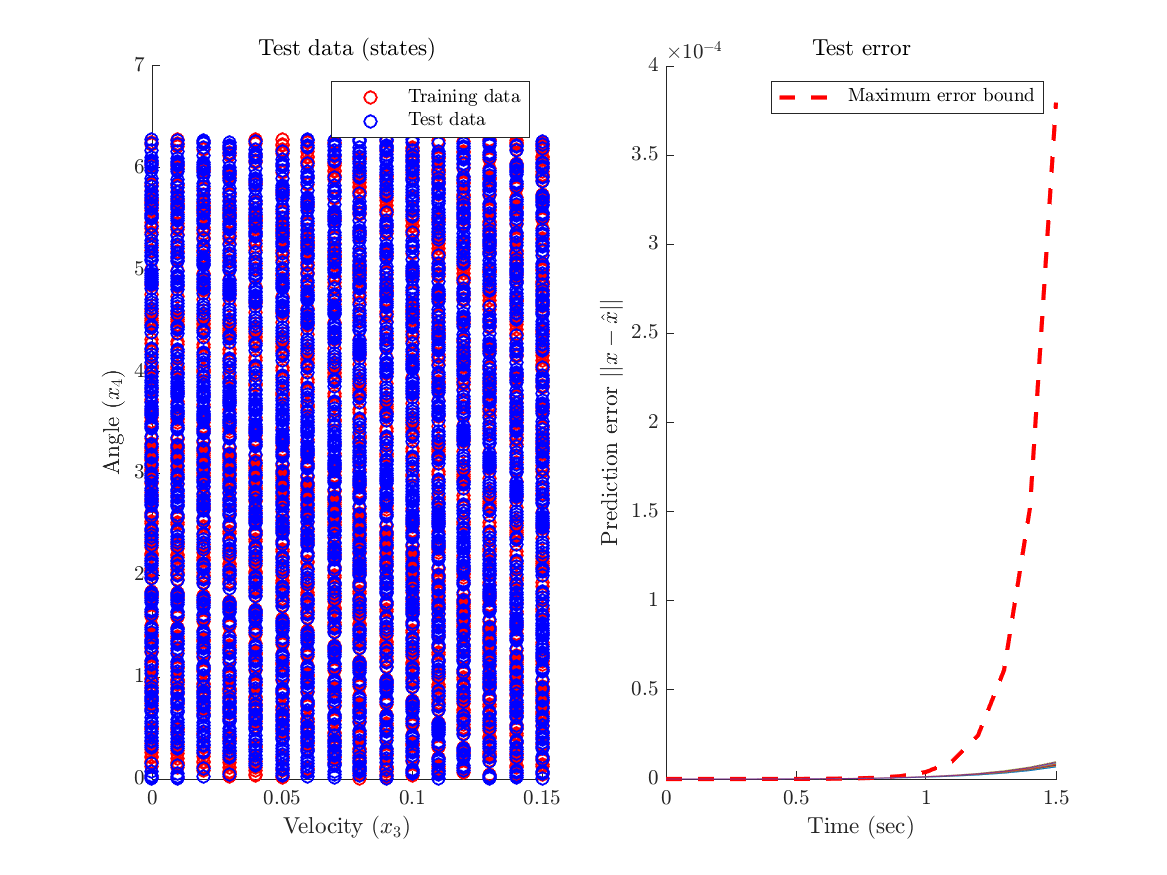 Test data (states)
Training data
Test data
7
6
5
4
3
2
1
0
Angle (x₄)
0
0.05
0.1
0.15
Velocity (x₃)
Test error
×10⁻⁴
Maximum error bound
4
3.5
3
2.5
2
1.5
1
0.5
0
Prediction error ||x − x̂||
0
0.5
1
1.5
Time (sec)